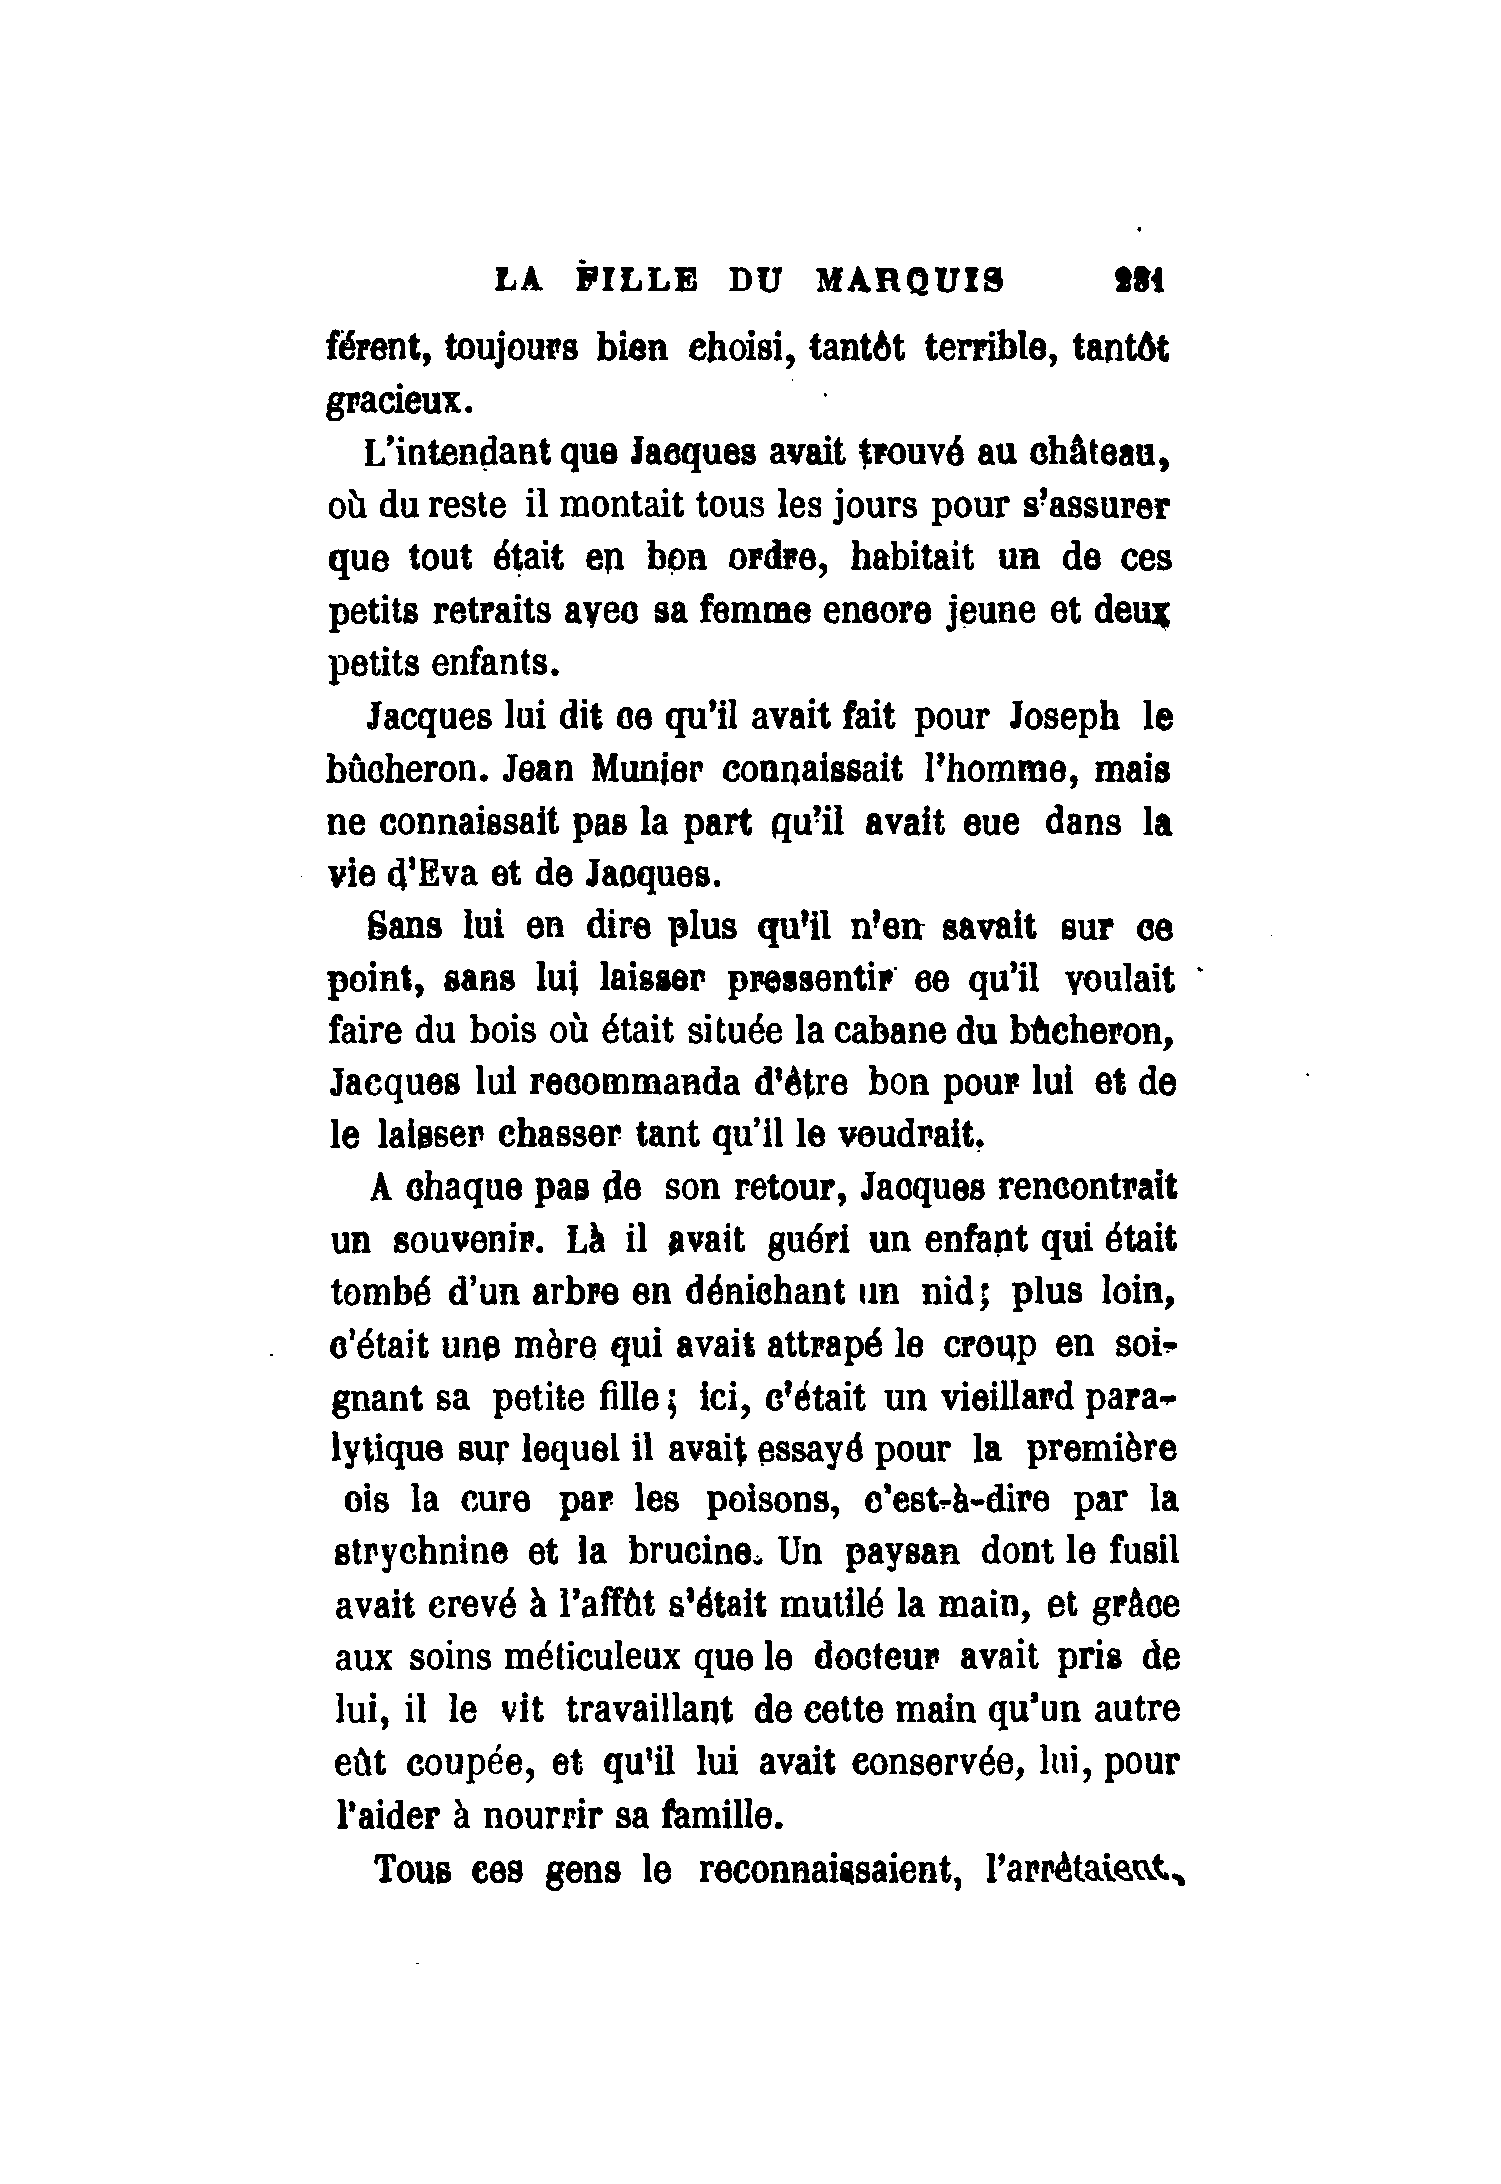 LA FILLE DU MARQUIS 281
férent, toujours bien choisi, tantôt terrible, tantôt
gracieux.
L'intendant que Jacques avait trouvé au château,
où du reste il montait tous les jours pour s'assurer
que tout était en bon ordre, habitait un de ces
petits retraits avec sa femme encore jeune et deux
petits enfants.
Jacques lui dit ce qu'il avait fait pour Joseph le
bûcheron. Jean Munier connaissait l'homme, mais
ne connaissait pas la part qu'il avait eue dans la
vie d'Eva et de Jacques.
Sans lui en dire plus qu'il n'en savait sur ce
point, sans lui laisser pressentir ce qu'il voulait
faire du bois où était située la cabane du bûcheron,
Jacques lui recommanda d'être bon pour lui et de
le laisser chasser tant qu'il le voudrait.
A chaque pas de son retour, Jacques rencontrait
un souvenir. Là il avait guéri un enfant qui était
tombé d'un arbre en dénichant un nid; plus loin,
c'était une mère qui avait attrapé le croup en soi-
gnant sa petite fille; ici, c'était un vieillard para-
lytique sur lequel il avait essayé pour la première
ois la cure par les poisons, c'est-à-dire par la
strychnine et la brucine. Un paysan dont le fusil
avait crevé à l'affût s'était mutilé la main, et grâce
aux soins méticuleux que le docteur avait pris de
lui, il le vit travaillant de cette main qu'un autre
eût coupée, et qu'il lui avait conservée, lui, pour
l'aider à nourrir sa famille.
Tous ces gens le reconnaissaient, l'arrêtaient,